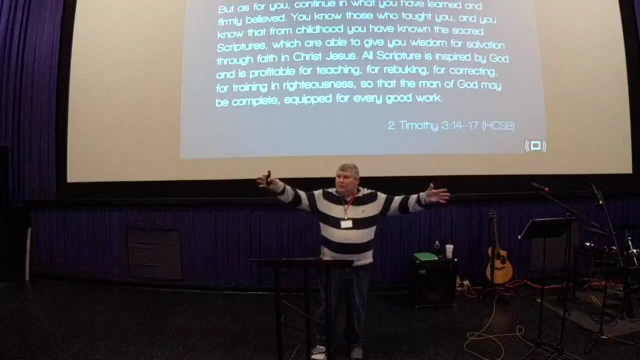 But as for you, continue in what you have learned and
firmly believed. You know those who taught you, and you
know that from childhood you have known the sacred
Scriptures, which are able to give you wisdom for salvation
through faith in Christ Jesus. All Scripture is inspired by God
and is profitable for teaching, for rebuking, for correcting,
for training in righteousness, so that the man of God may
be complete, equipped for every good work.
2 Timothy 3:14-17 (HCSB)